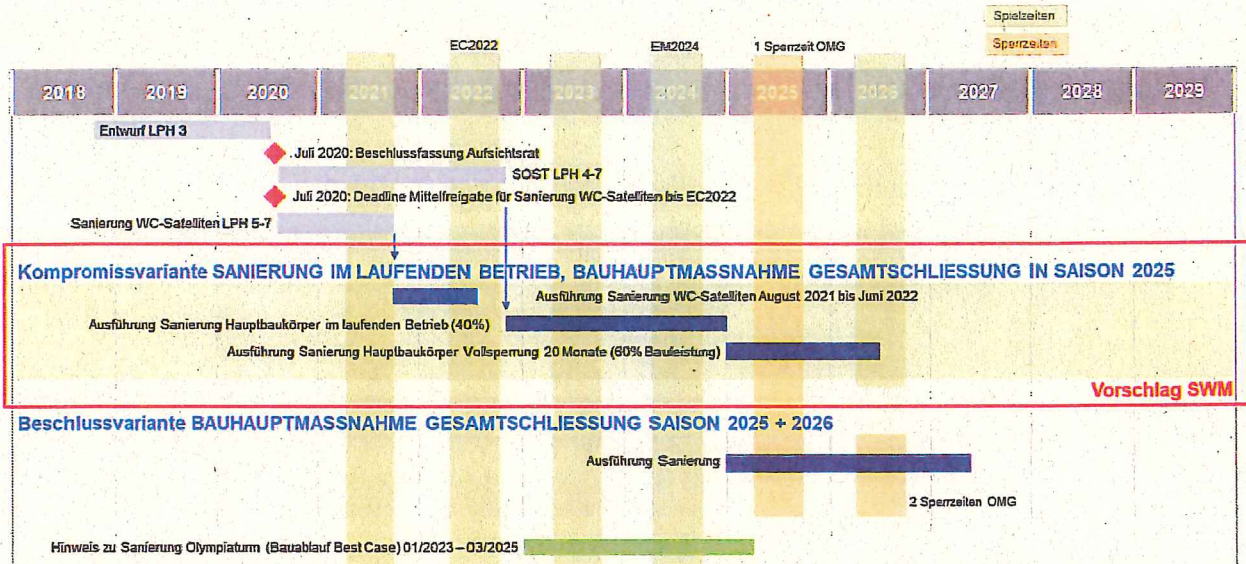 Spielzeiten
EC2022
EM2024
1 Sperrzeit OMG
Sperrzeiten
2018 2019 2020 2021 2022 2023 2024 2025 2026 2027 2028 2029
Entwurf LPH 3
Juli 2020: Beschlussfassung Aufsichtsrat
SOST LPH 4-7
Juli 2020: Deadline Mittelfreigabe für Sanierung WC-Satelliten bis EC2022
Sanierung WC-Satelliten LPH 5-7
Kompromissvariante SANIERUNG IM LAUFENDEN BETRIEB, BAUHAUPTMASSNAHME GESAMTSCHLIESSUNG IN SAISON 2025
Ausführung Sanierung WC-Satelliten August 2021 bis Juni 2022
Ausführung Sanierung Hauptbaukörper im laufenden Betrieb (40%)
Ausführung Sanierung Hauptbaukörper Vollsperrung 20 Monate (60% Bauleistung)
Vorschlag SWM
Beschlussvariante BAUHAUPTMASSNAHME GESAMTSCHLIESSUNG SAISON 2025 + 2026
Ausführung Sanierung
2 Sperrzeiten OMG
Hinweis zu Sanierung Olympiaturm (Bauablauf Best Case) 01/2023 – 03/2025